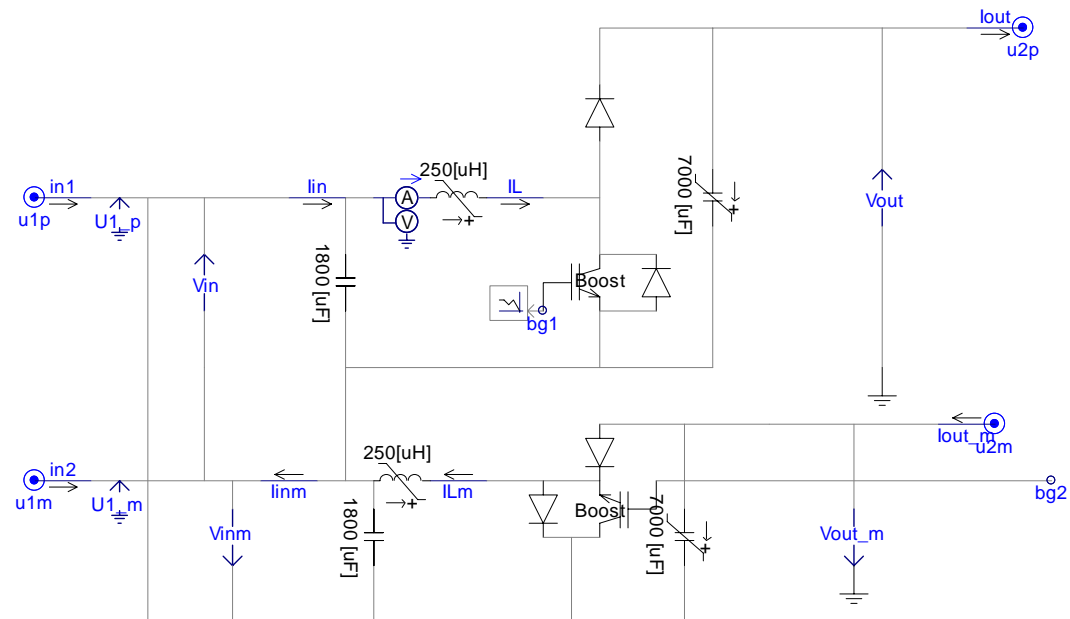 Iout
u2p
250[uH]
in1
Iin
A
IL
7000 [uF]
+
u1p
U1_p
V
+
Vout
Vin
1800 [uF]
Boost
bg1
Iout_m
u2m
250[uH]
in2
Iinm
ILm
+
bg2
u1m
U1_m
1800 [uF]
Boost
7000 [uF]
+
Vinm
Vout_m